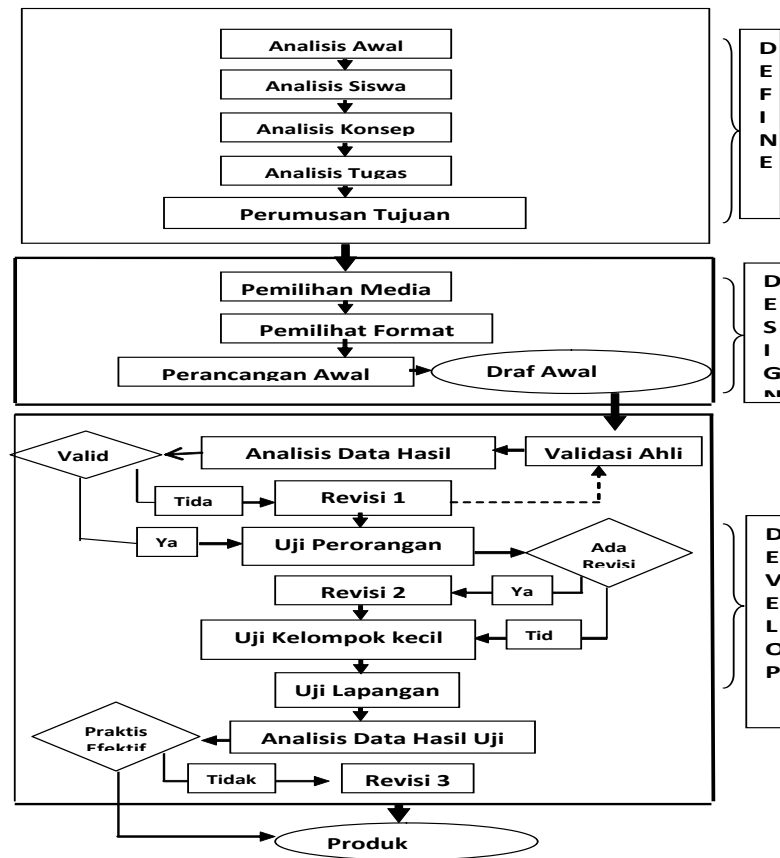 Analisis Awal
Analisis Siswa
Analisis Konsep
Analisis Tugas
Perumusan Tujuan
D
E
F
I
N
E
Pemilihan Media
Pemilihat Format
Perancangan Awal
Draf Awal
D
E
S
I
G
N
Valid
Analisis Data Hasil
Validasi Ahli
Tida
Revisi 1
Ya
Uji Perorangan
Ada
Revisi
Revisi 2
Ya
Uji Kelompok kecil
Tid
Uji Lapangan
D
E
V
E
L
O
P
Praktis
Efektif
Analisis Data Hasil Uji
Tidak
Revisi 3
Produk